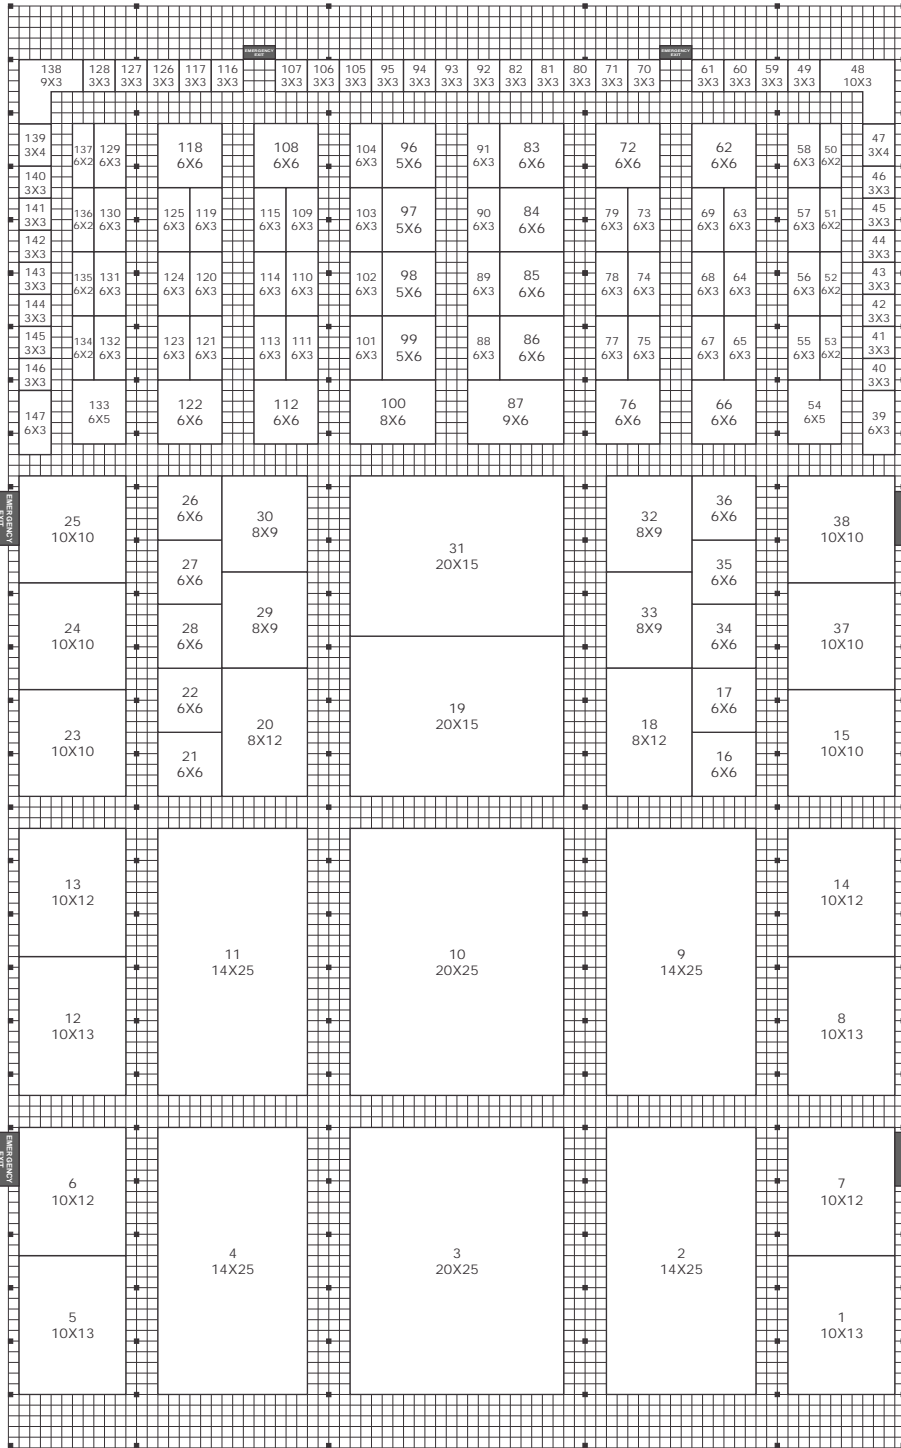 EMERGENCY
EXIT
EMERGENCY
EXIT
138
9X3
128
3X3
127
3X3
126
3X3
117
3X3
116
3X3
107
3X3
106
3X3
105
3X3
95
3X3
94
3X3
93
3X3
92
3X3
82
3X3
81
3X3
80
3X3
71
3X3
70
3X3
61
3X3
60
3X3
59
3X3
49
3X3
48
10X3
139
3X4
137
6X2
129
6X3
118
6X6
108
6X6
104
6X3
96
5X6
91
6X3
83
6X6
72
6X6
62
6X6
58
6X3
50
6X2
47
3X4
140
3X3
46
3X3
141
3X3
136
6X2
130
6X3
125
6X3
119
6X3
115
6X3
109
6X3
103
6X3
97
5X6
90
6X3
84
6X6
79
6X3
73
6X3
69
6X3
63
6X3
57
6X3
51
6X2
45
3X3
142
3X3
44
3X3
143
3X3
135
6X2
131
6X3
124
6X3
120
6X3
114
6X3
110
6X3
102
6X3
98
5X6
89
6X3
85
6X6
78
6X3
74
6X3
68
6X3
64
6X3
56
6X3
52
6X2
43
3X3
144
3X3
42
3X3
145
3X3
134
6X2
132
6X3
123
6X3
121
6X3
113
6X3
111
6X3
101
6X3
99
5X6
88
6X3
86
6X6
77
6X3
75
6X3
67
6X3
65
6X3
55
6X3
53
6X2
41
3X3
146
3X3
40
3X3
147
6X3
133
6X5
122
6X6
112
6X6
100
8X6
87
9X6
76
6X6
66
6X6
54
6X5
39
6X3
EMERGENCY
EXIT
25
10X10
26
6X6
30
8X9
31
20X15
32
8X9
36
6X6
38
10X10
27
6X6
35
6X6
24
10X10
28
6X6
29
8X9
33
8X9
34
6X6
37
10X10
23
10X10
22
6X6
20
8X12
19
20X15
18
8X12
17
6X6
15
10X10
21
6X6
16
6X6
13
10X12
11
14X25
10
20X25
9
14X25
14
10X12
12
10X13
8
10X13
EMERGENCY
EXIT
6
10X12
4
14X25
3
20X25
2
14X25
7
10X12
5
10X13
1
10X13